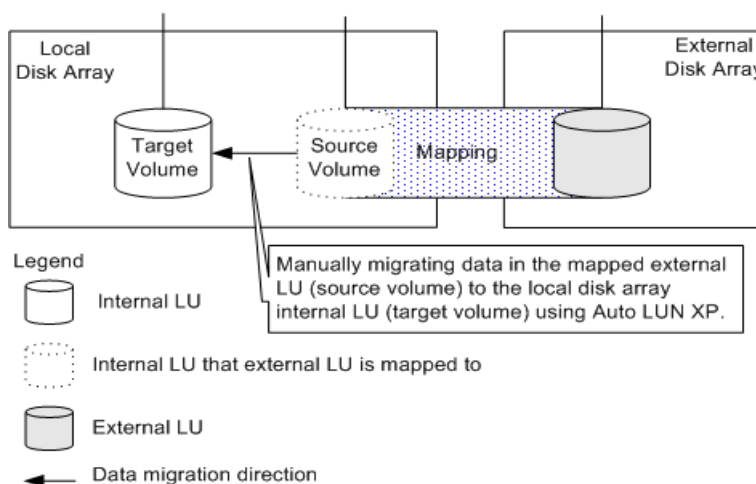 Local
Disk Array
External
Disk Array
Target
Volume
Source
Volume
Mapping
Manually migrating data in the mapped external
LU (source volume) to the local disk array
internal LU (target volume) using Auto LUN XP.
Legend
Internal LU
Internal LU that external LU is mapped to
External LU
Data migration direction